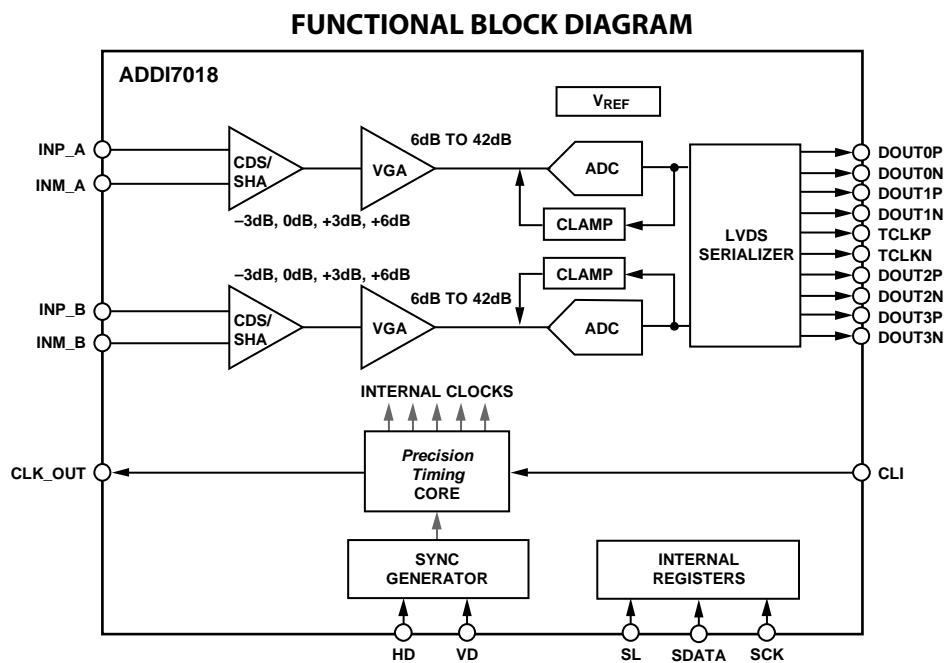 FUNCTIONAL BLOCK DIAGRAM
ADDI7018
VREF
INP_A
INM_A
CDS/
SHA
–3dB, 0dB, +3dB, +6dB
VGA
6dB TO 42dB
ADC
CLAMP
INP_B
INM_B
–3dB, 0dB, +3dB, +6dB
CDS/
SHA
VGA
6dB TO 42dB
CLAMP
ADC
LVDS
SERIALIZER
DOUT0P
DOUT0N
DOUT1P
DOUT1N
TCLKP
TCLKN
DOUT2P
DOUT2N
DOUT3P
DOUT3N
INTERNAL CLOCKS
CLK_OUT
Precision
Timing
CORE
CLI
SYNC
GENERATOR
INTERNAL
REGISTERS
HD
VD
SL
SDATA
SCK